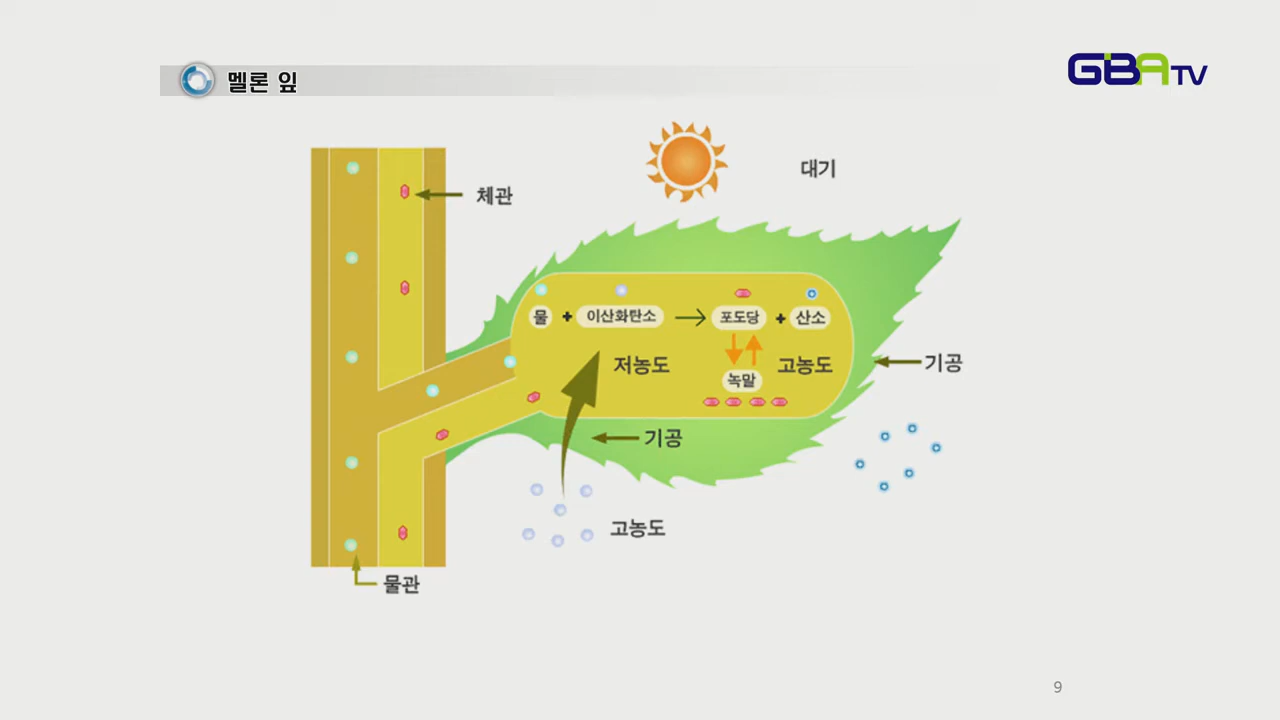 멜론 잎
GBA TV
대기
체관
물 + 이산화탄소 → 포도당 + 산소
저농도
고농도
녹말
기공
기공
고농도
물관
9